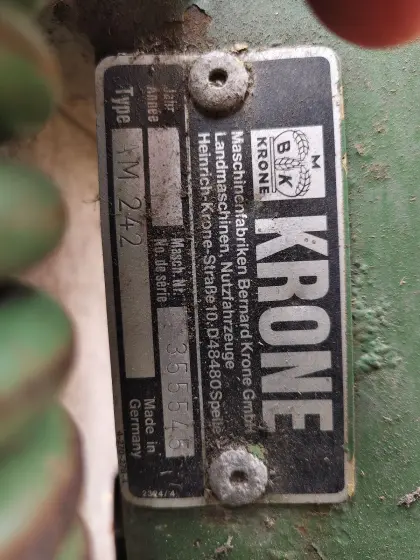 M
B K
KRONE
KRONE
Maschinenfabriken Bernard Krone GmbH
Landmaschinen, Nutzfahrzeuge
Heinrich-Krone-Straße 10, D 48480 Spelle
Jahr
Année
Masch. Nr.
No. de série
355545
Type
M 242
Made in
Germany